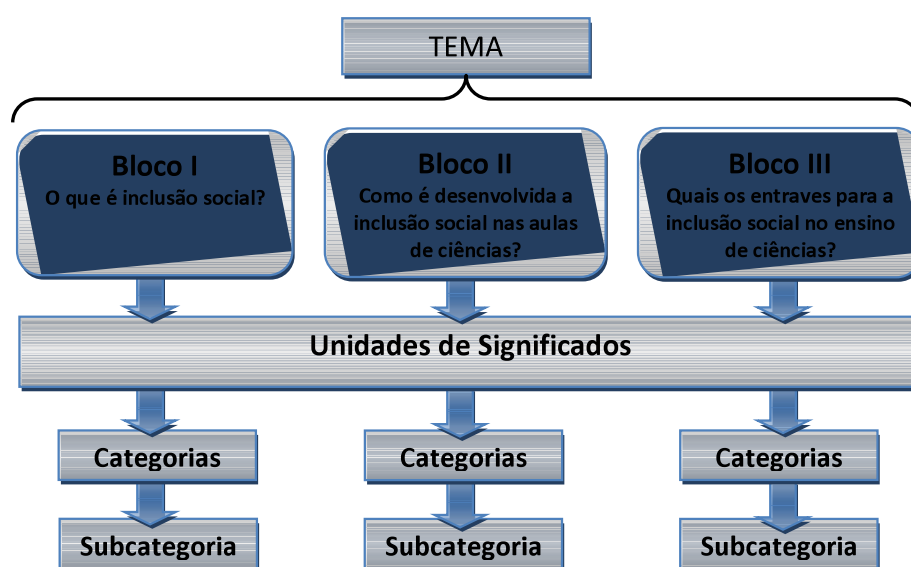 TEMA
Bloco I
O que é inclusão social?
Bloco II
Como é desenvolvida a
inclusão social nas aulas
de ciências?
Bloco III
Quais os entraves para a
inclusão social no ensino
de ciências?
Unidades de Significados
Categorias
Categorias
Categorias
Subcategoria
Subcategoria
Subcategoria